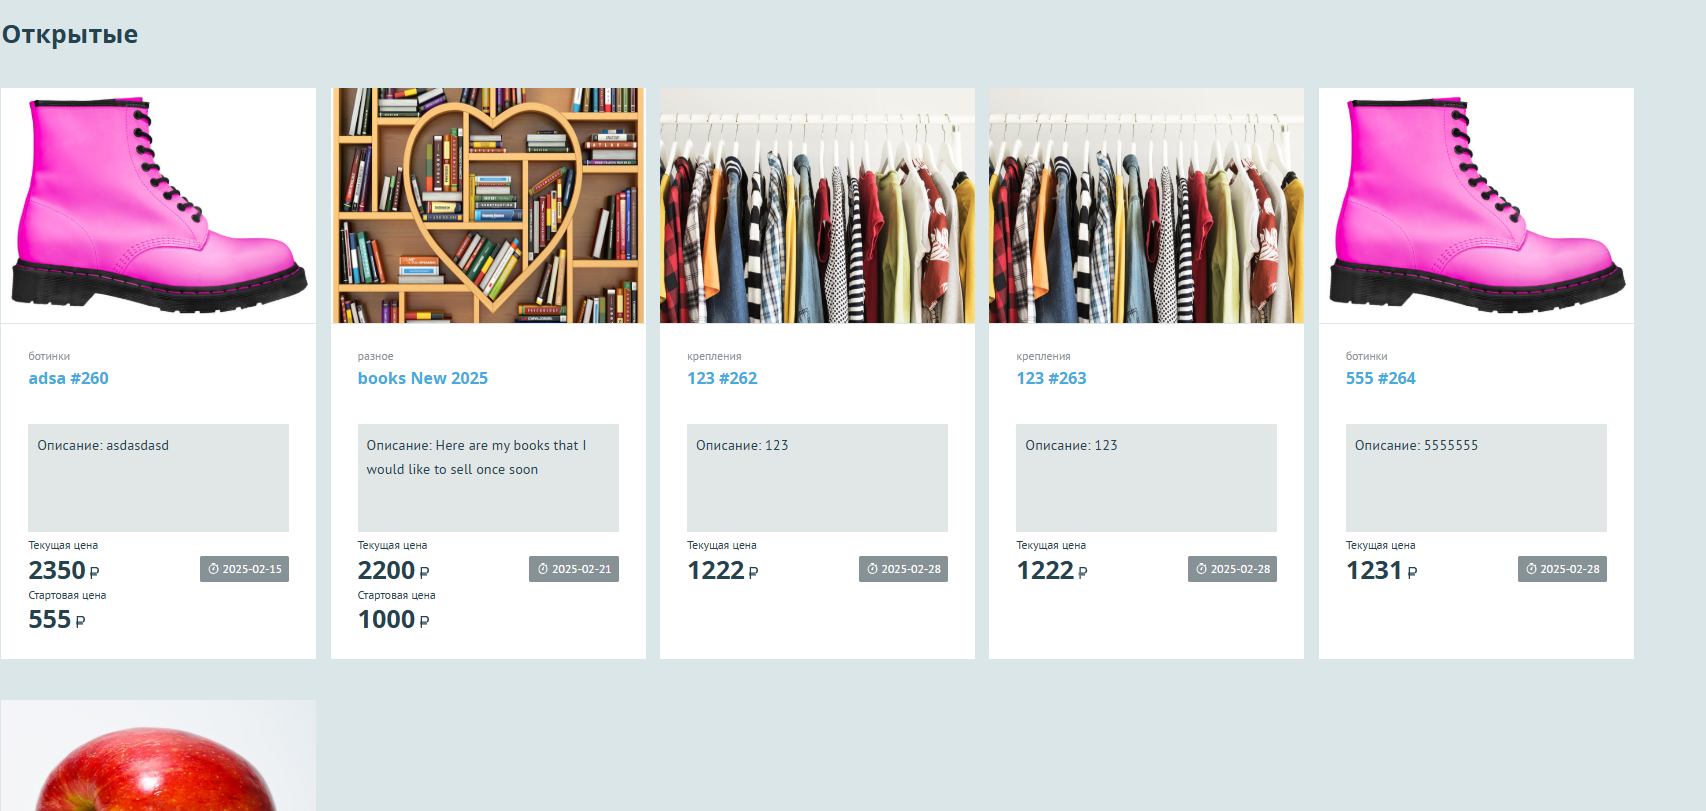 Открытые
ботинки
adsa #260
Описание: asdasdasd
Текущая цена
2350 ₽
2025-02-15
Стартовая цена
555 ₽
разное
books New 2025
Описание: Here are my books that I
would like to sell once soon
Текущая цена
2200 ₽
2025-02-21
Стартовая цена
1000 ₽
крепления
123 #262
Описание: 123
Текущая цена
1222 ₽
2025-02-28
крепления
123 #263
Описание: 123
Текущая цена
1222 ₽
2025-02-28
ботинки
555 #264
Описание: 5555555
Текущая цена
1231 ₽
2025-02-28